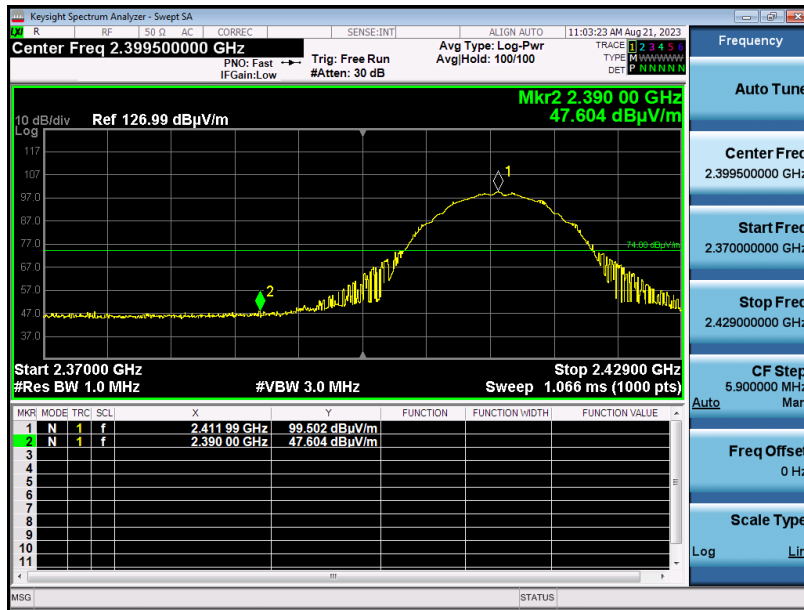 Keysight Spectrum Analyzer - Swept SA
LXI R RF 50 Ω AC CORREC SENSE:INT ALIGN AUTO 11:03:23 AM Aug 21, 2023
Center Freq 2.399500000 GHz
PNO: Fast
IFGain:Low
Trig: Free Run
#Atten: 30 dB
Avg Type: Log-Pwr
Avg|Hold: 100/100
TRACE 1 2 3 4 5 6
TYPE M W W W W W
DET P N N N N N
Mkr2 2.390 00 GHz
47.604 dBµV/m
10 dB/div Ref 126.99 dBµV/m
Log
117
107
97.0
87.0
77.0
67.0
57.0
47.0
37.0
1
2
74.00 dBµV/m
Start 2.37000 GHz Stop 2.42900 GHz
#Res BW 1.0 MHz #VBW 3.0 MHz Sweep 1.066 ms (1000 pts)
MKR MODE TRC SCL X Y FUNCTION FUNCTION WIDTH FUNCTION VALUE
1 N 1 f 2.411 99 GHz 99.502 dBµV/m
2 N 1 f 2.390 00 GHz 47.604 dBµV/m
3
4
5
6
7
8
9
10
11
MSG STATUS
Frequency
Auto Tune
Center Freq
2.399500000 GHz
Start Freq
2.370000000 GHz
Stop Freq
2.429000000 GHz
CF Step
5.900000 MHz
Auto Man
Freq Offset
0 Hz
Scale Type
Log Lin